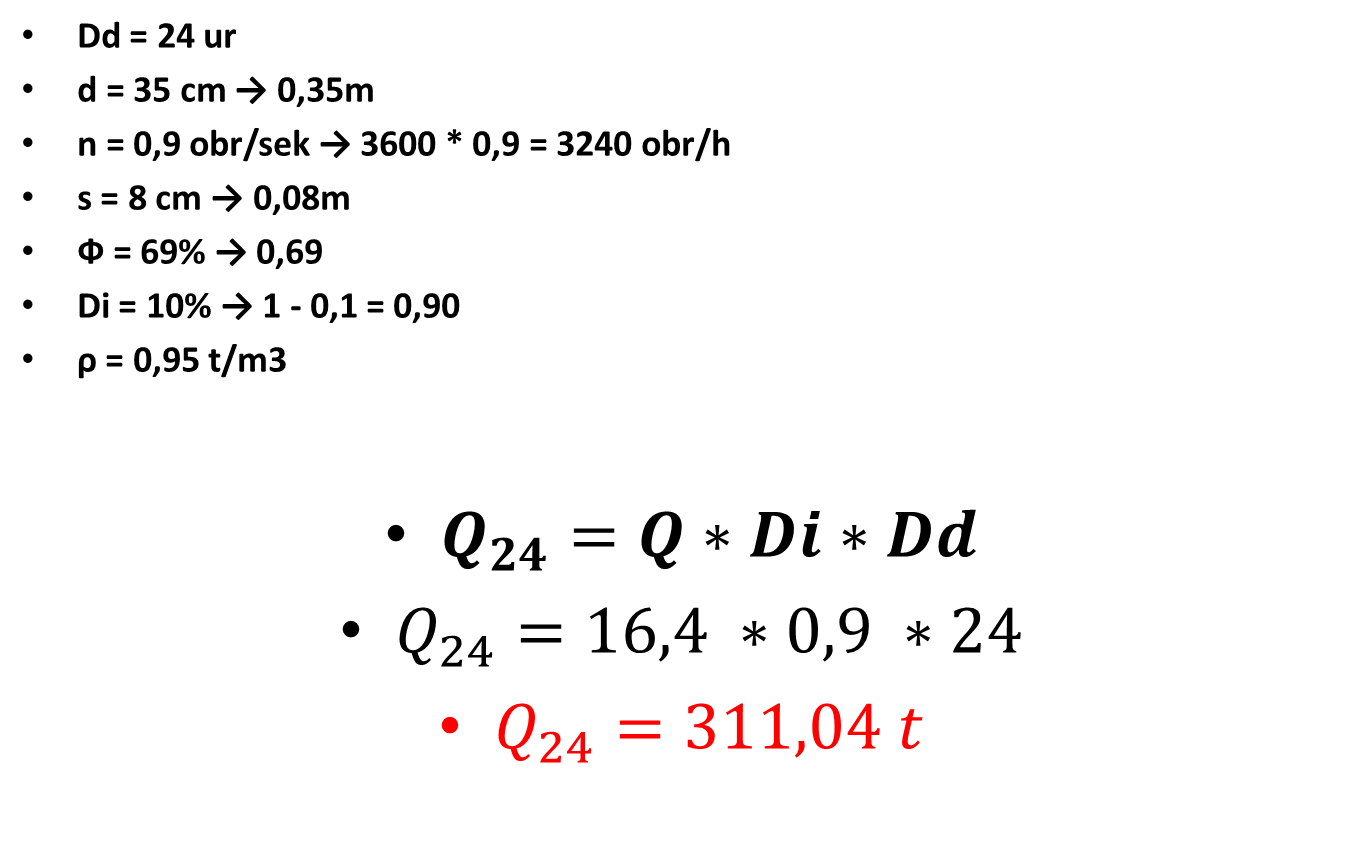 • Dd = 24 ur
• d = 35 cm → 0,35m
• n = 0,9 obr/sek → 3600 * 0,9 = 3240 obr/h
• s = 8 cm → 0,08m
• Φ = 69% → 0,69
• Di = 10% → 1 - 0,1 = 0,90
• ρ = 0,95 t/m3
• Q₂₄ = Q ∗ Di ∗ Dd
• Q₂₄ = 16,4 ∗ 0,9 ∗ 24
• Q₂₄ = 311,04 t